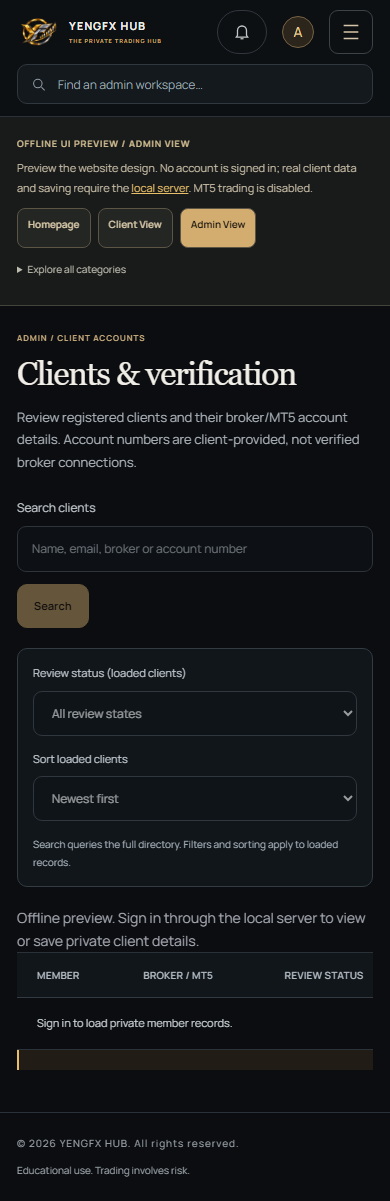 YENGFX HUB
THE PRIVATE TRADING HUB
A
Find an admin workspace...
OFFLINE UI PREVIEW / ADMIN VIEW
Preview the website design. No account is signed in; real client data
and saving require the local server. MT5 trading is disabled.
Homepage
Client View
Admin View
Explore all categories
ADMIN / CLIENT ACCOUNTS
Clients & verification
Review registered clients and their broker/MT5 account
details. Account numbers are client-provided, not verified
broker connections.
Search clients
Name, email, broker or account number
Search
Review status (loaded clients)
All review states
Sort loaded clients
Newest first
Search queries the full directory. Filters and sorting apply to loaded
records.
Offline preview. Sign in through the local server to view
or save private client details.
MEMBER BROKER / MT5 REVIEW STATUS
Sign in to load private member records.
© 2026 YENGFX HUB. All rights reserved.
Educational use. Trading involves risk.